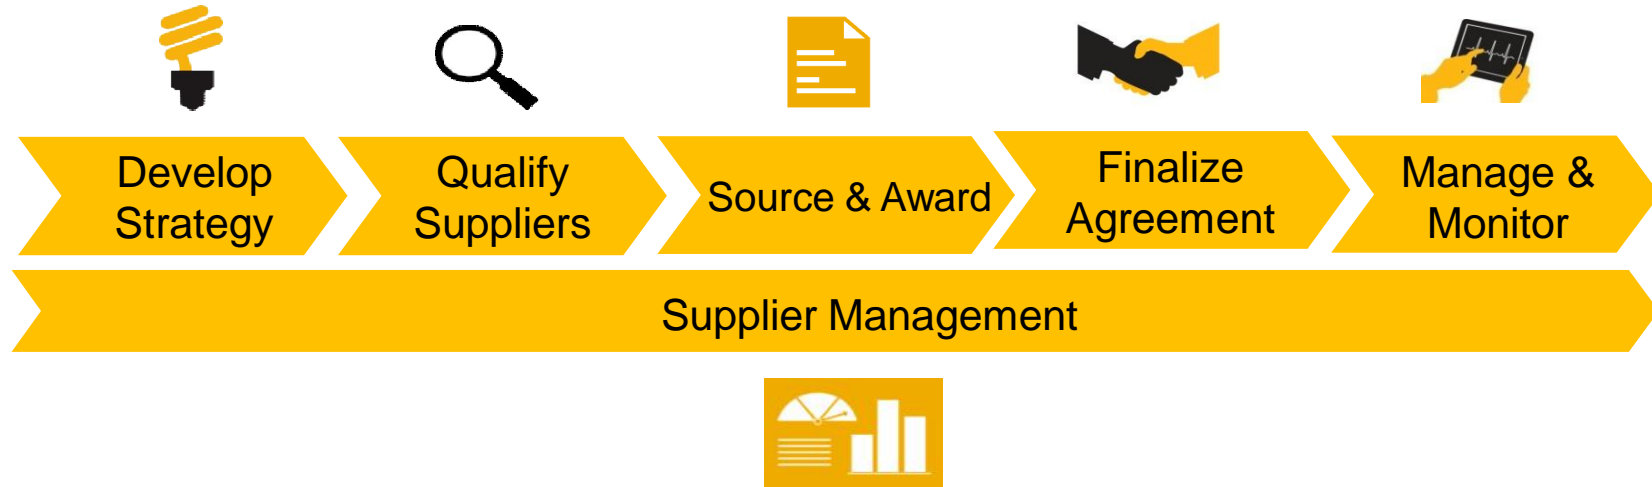 Develop
Strategy
Qualify
Suppliers
Source & Award
Finalize
Agreement
Manage &
Monitor
Supplier Management